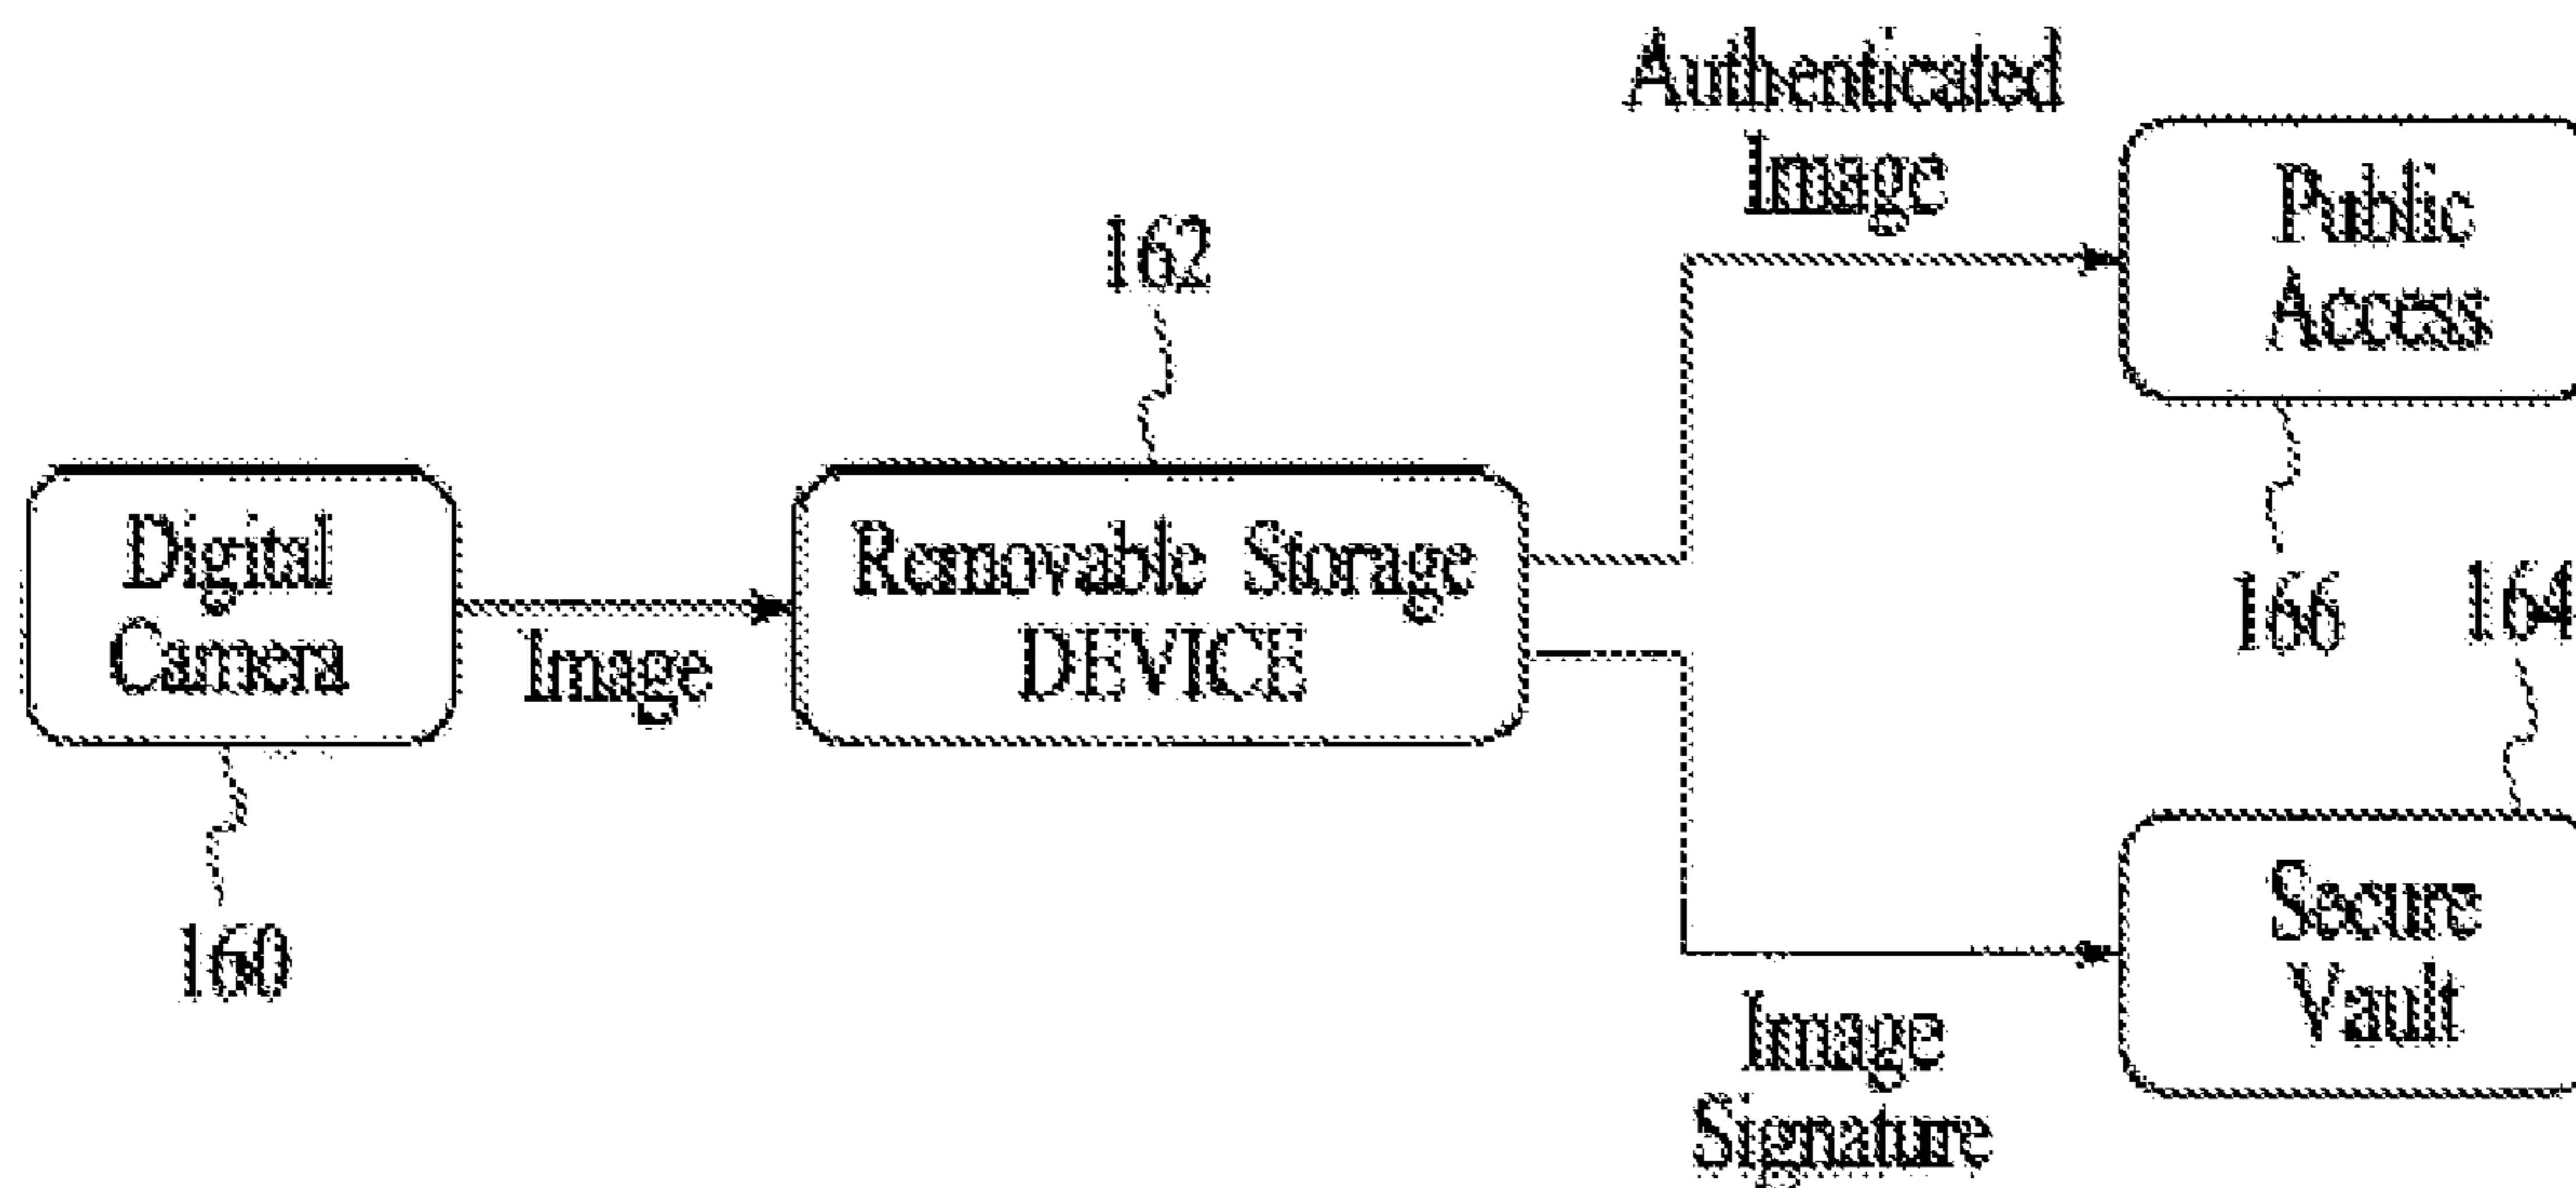 Authenticated
Image
Public
Access
162
Digital
Camera
Image
Removable Storage
DEVICE
166
164
160
Secure
Vault
Image
Signature